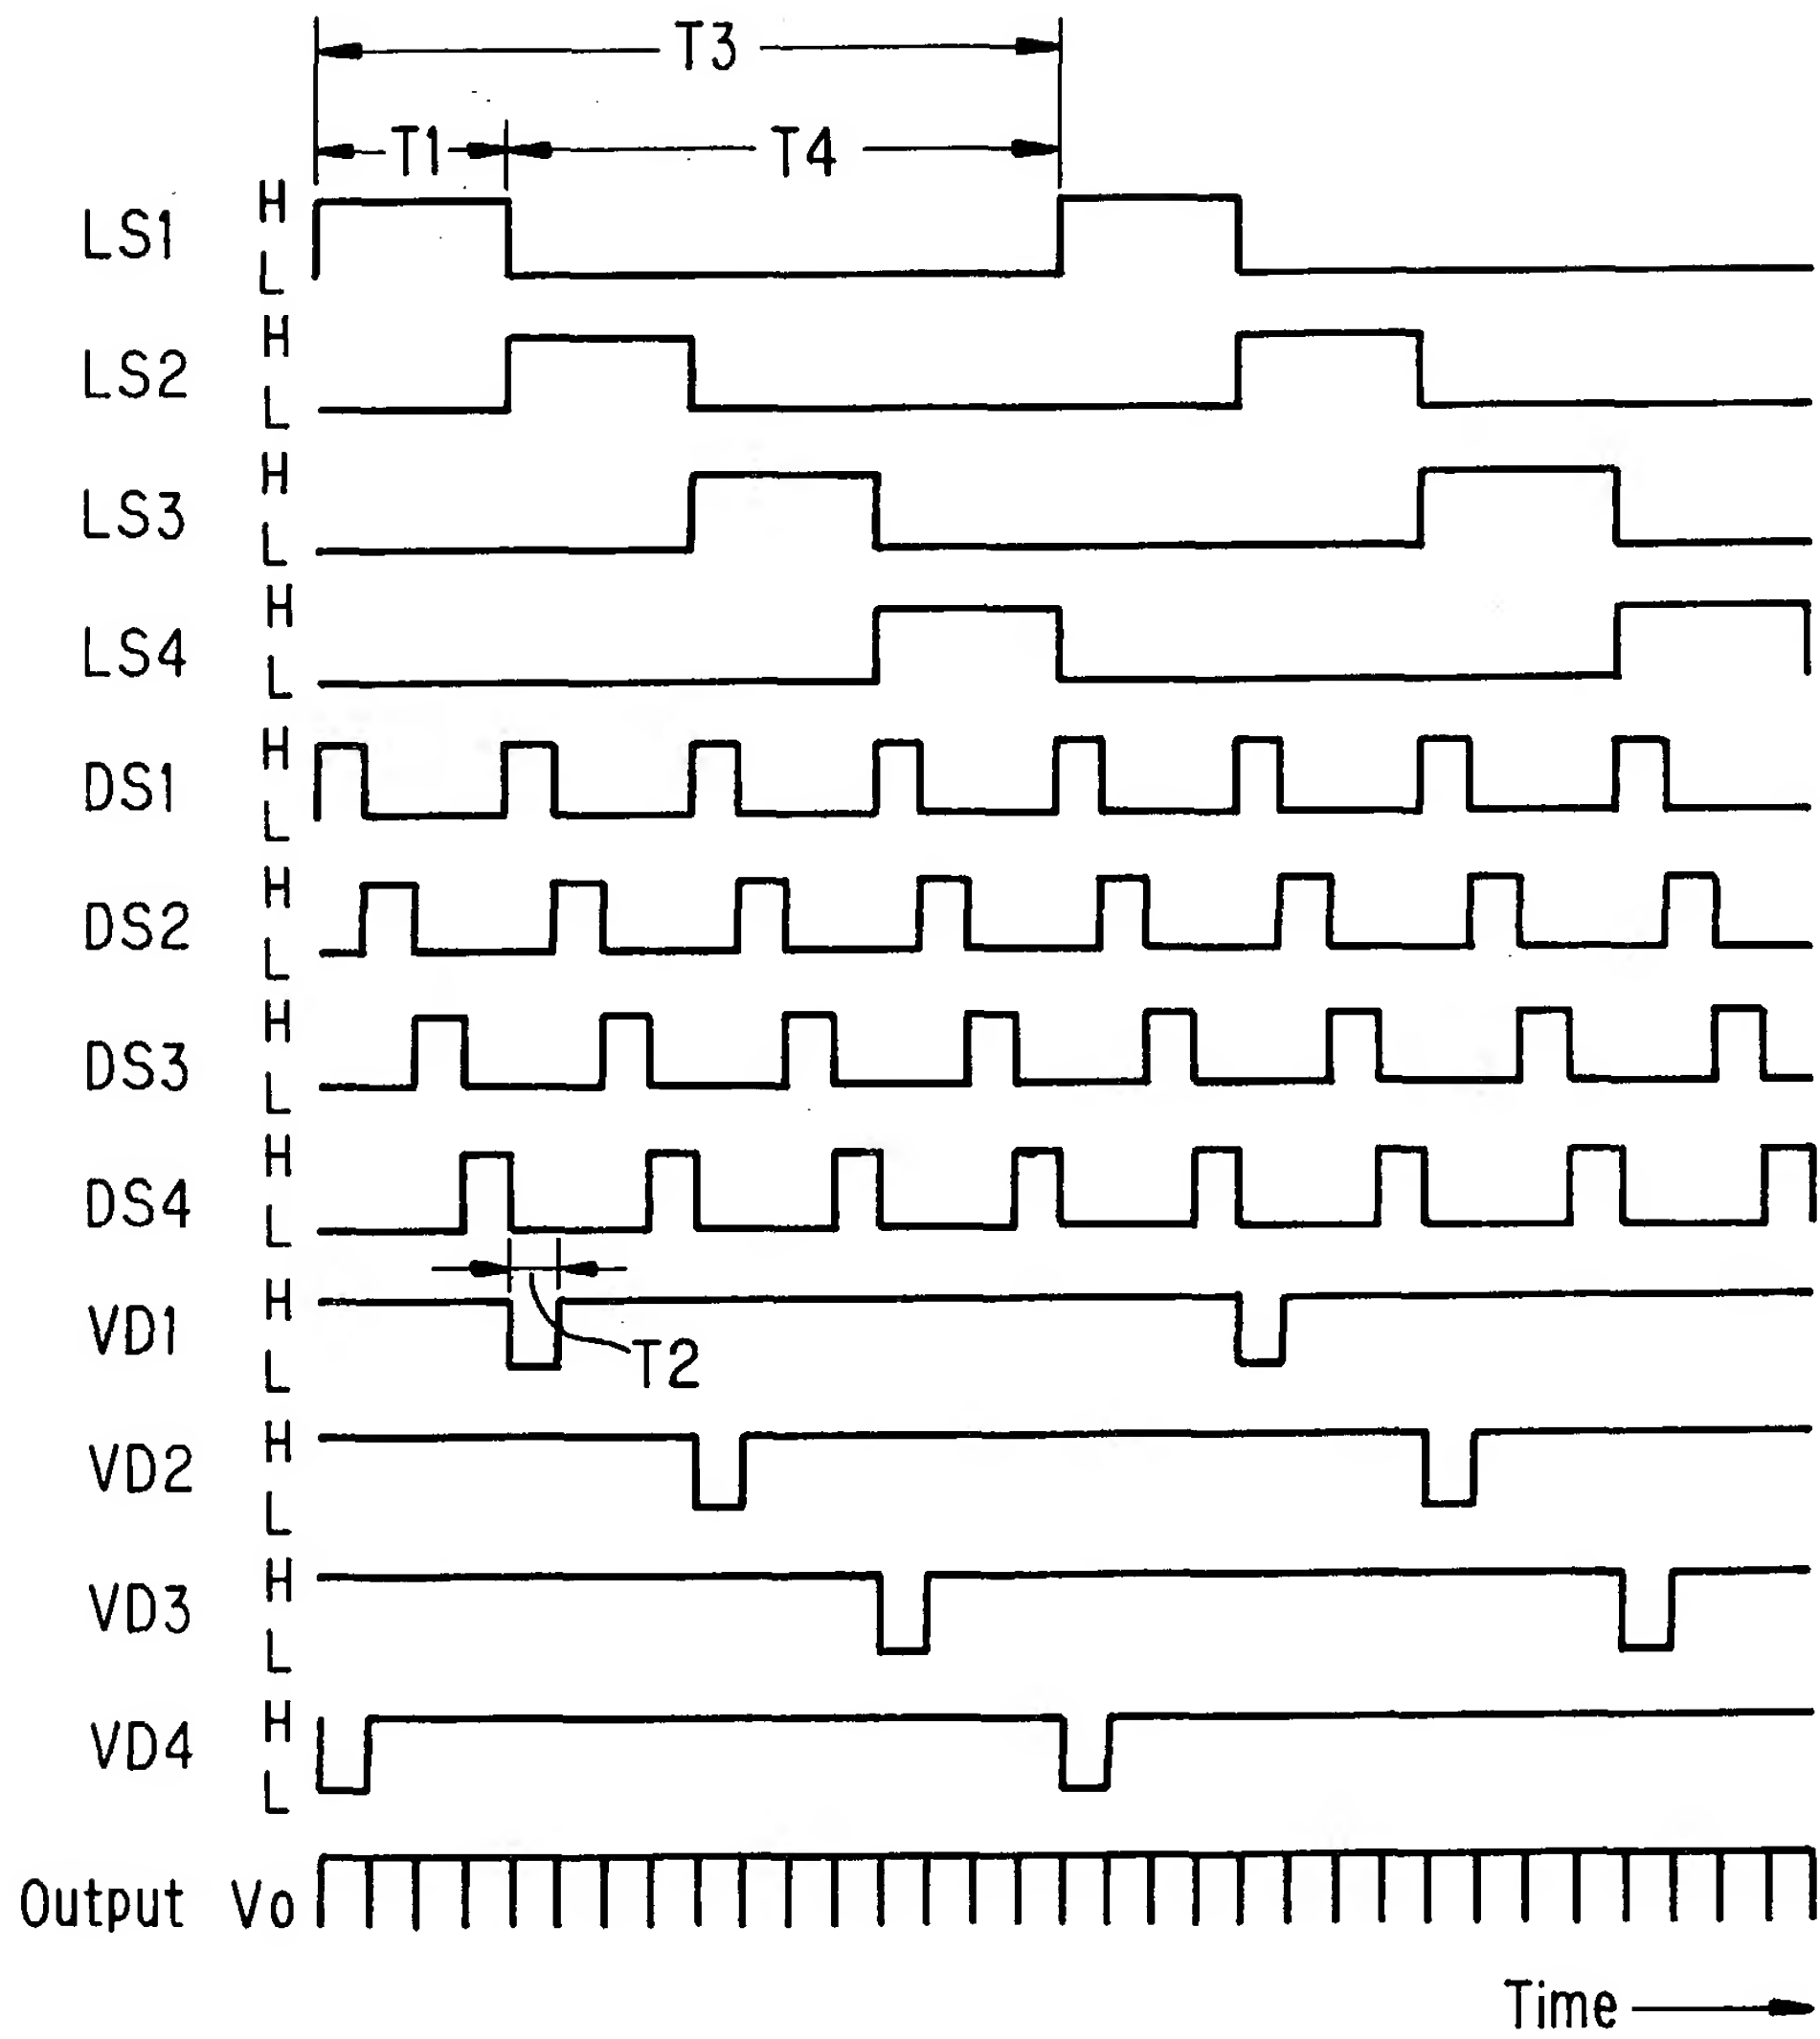 T3
T1 T4
LS1 H L
LS2 H L
LS3 H L
LS4 H L
DS1 H L
DS2 H L
DS3 H L
DS4 H L
VD1 H L
T2
VD2 H L
VD3 H L
VD4 H L
Output Vo
Time